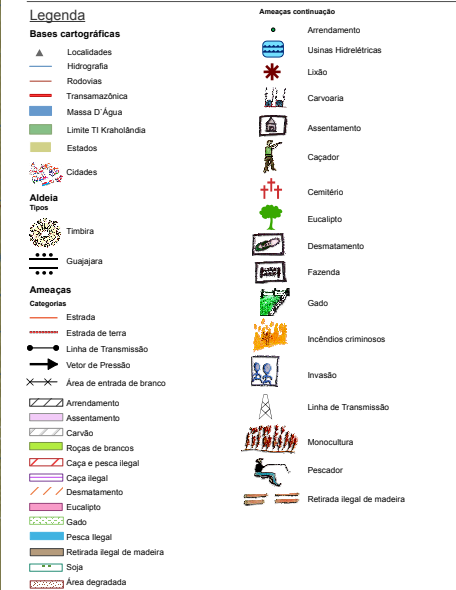 Legenda
Bases cartográficas
Localidades
Hidrografia
Rodovias
Transamazônica
Massa D´Água
Limite TI Kraholândia
Estados
Cidades
Aldeia
Tipos
Timbira
Guajajara
Ameaças
Categorias
Estrada
Estrada de terra
Linha de Transmissão
Vetor de Pressão
Área de entrada de branco
Arrendamento
Assentamento
Carvão
Roças de brancos
Caça e pesca ilegal
Caça ilegal
Desmatamento
Eucalipto
Gado
Pesca Ilegal
Retirada ilegal de madeira
Soja
Área degradada
Ameaças continuação
Arrendamento
Usinas Hidrelétricas
Lixão
Carvoaria
Assentamento
Caçador
Cemitério
Eucalipto
Desmatamento
Fazenda
Gado
Incêndios criminosos
Invasão
Linha de Transmissão
Monocultura
Pescador
Retirada ilegal de madeira